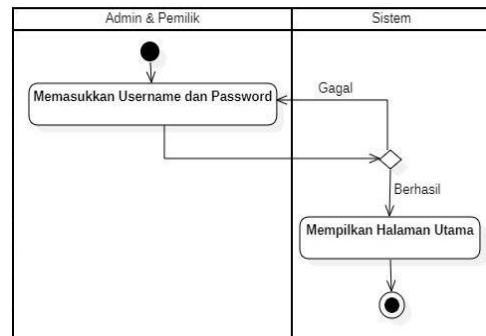 Admin & Pemilik
Sistem
Memasukkan Username dan Password
Gagal
Berhasil
Mempilkan Halaman Utama